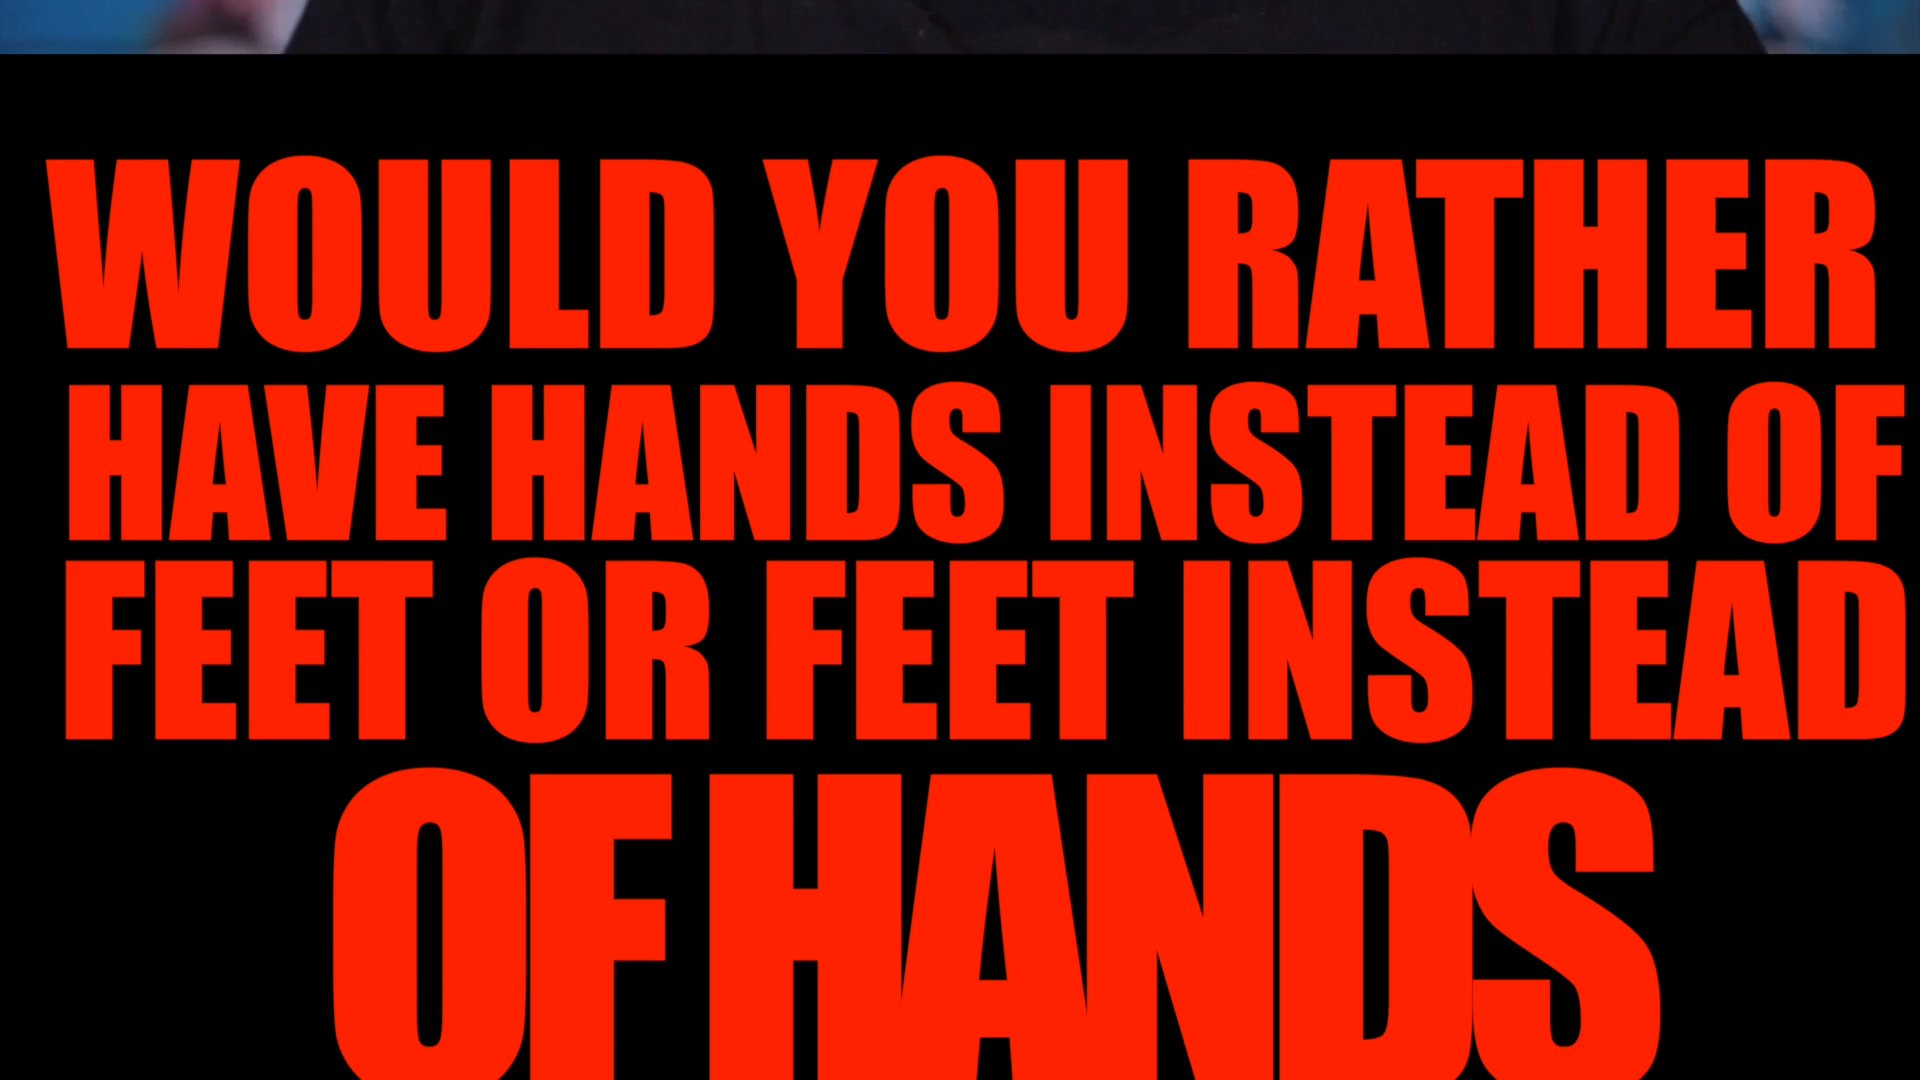 WOULD YOU RATHER
HAVE HANDS INSTEAD OF
FEET OR FEET INSTEAD
OF HANDS